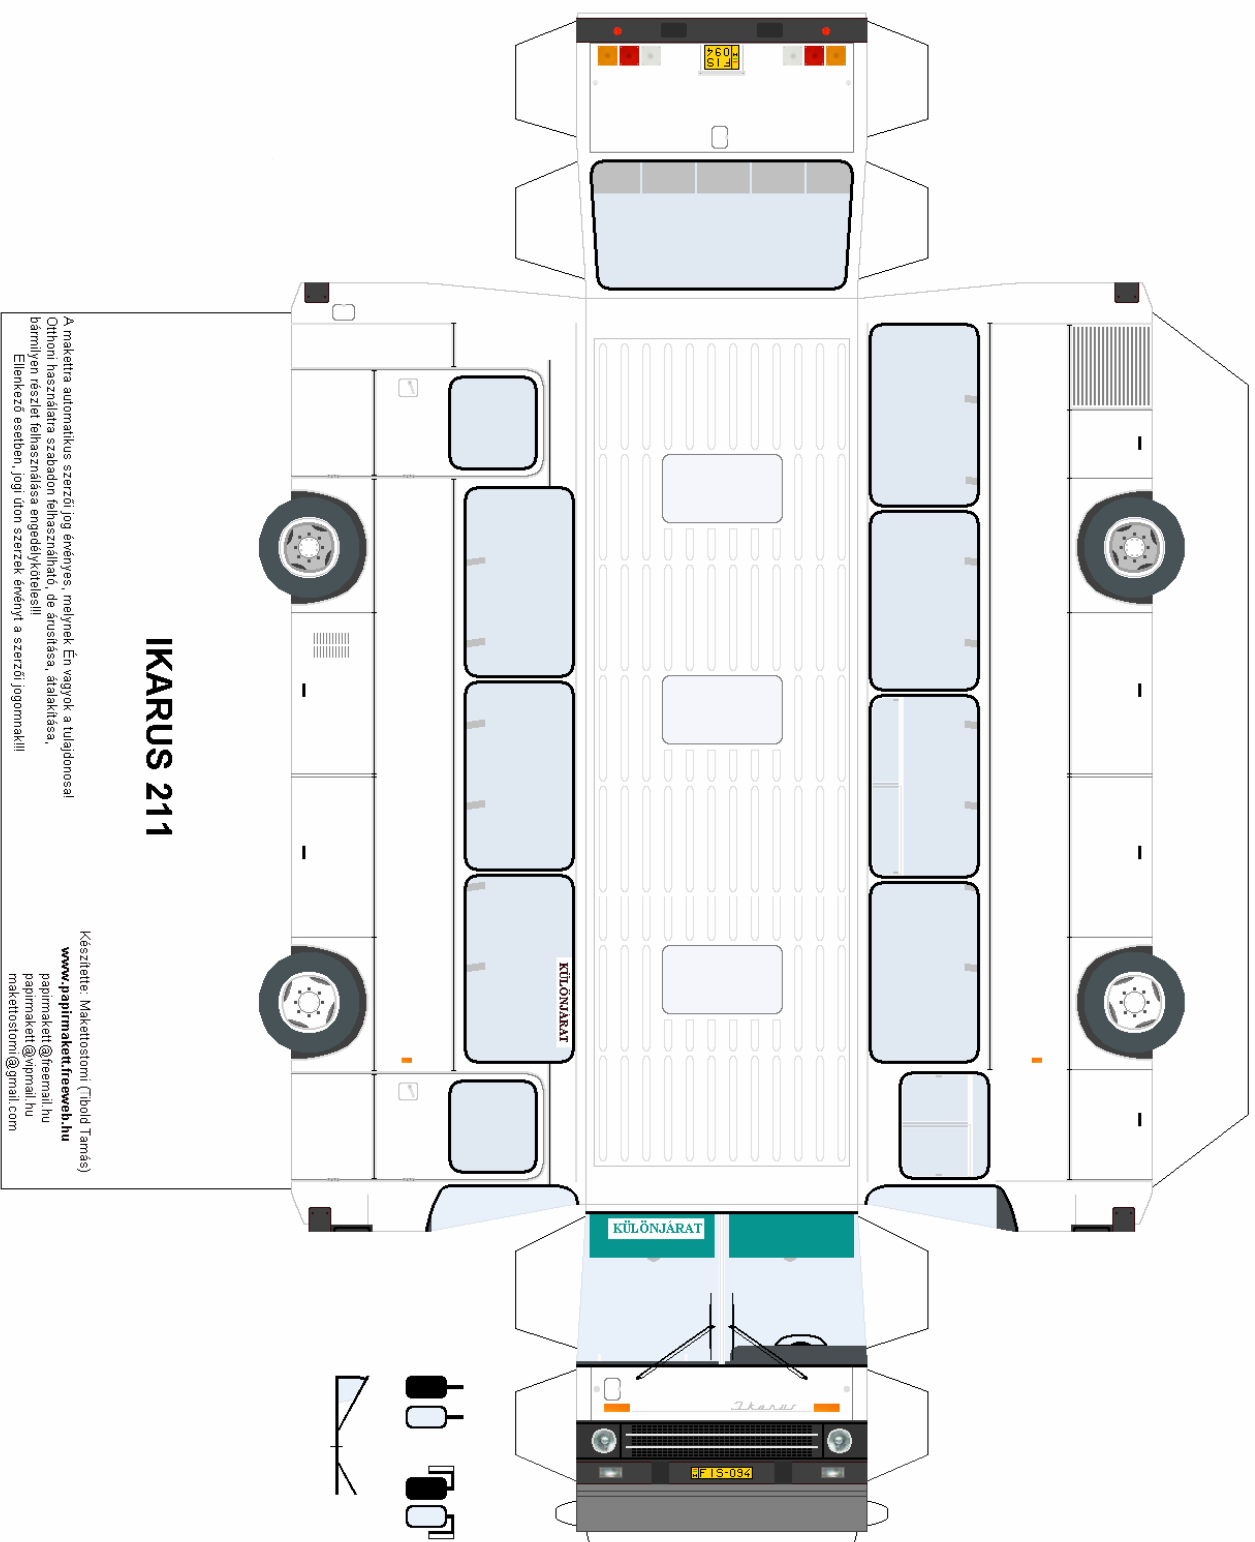 FIS
094
A makettra automatikus szerzői jog érvényes, melynek Én vagyok a tulajdonosa!
Otthoni használatra szabadon felhasználható, de árusítása, átalakítása,
bármilyen részlet felhasználása engedélyköteles!!!
Ellenkező esetben, jogi úton szerzek érvényt a szerzői jogomnak!!!
IKARUS 211
Készítette: Makettostomi (Tibold Tamás)
www.papirmakett.freeweb.hu
papirmakett@freemail.hu
papirmakett@vipmail.hu
makettostomi@gmail.com
KÜLÖNJÁRAT
KÜLÖNJÁRAT
Ikarus
FIS-094